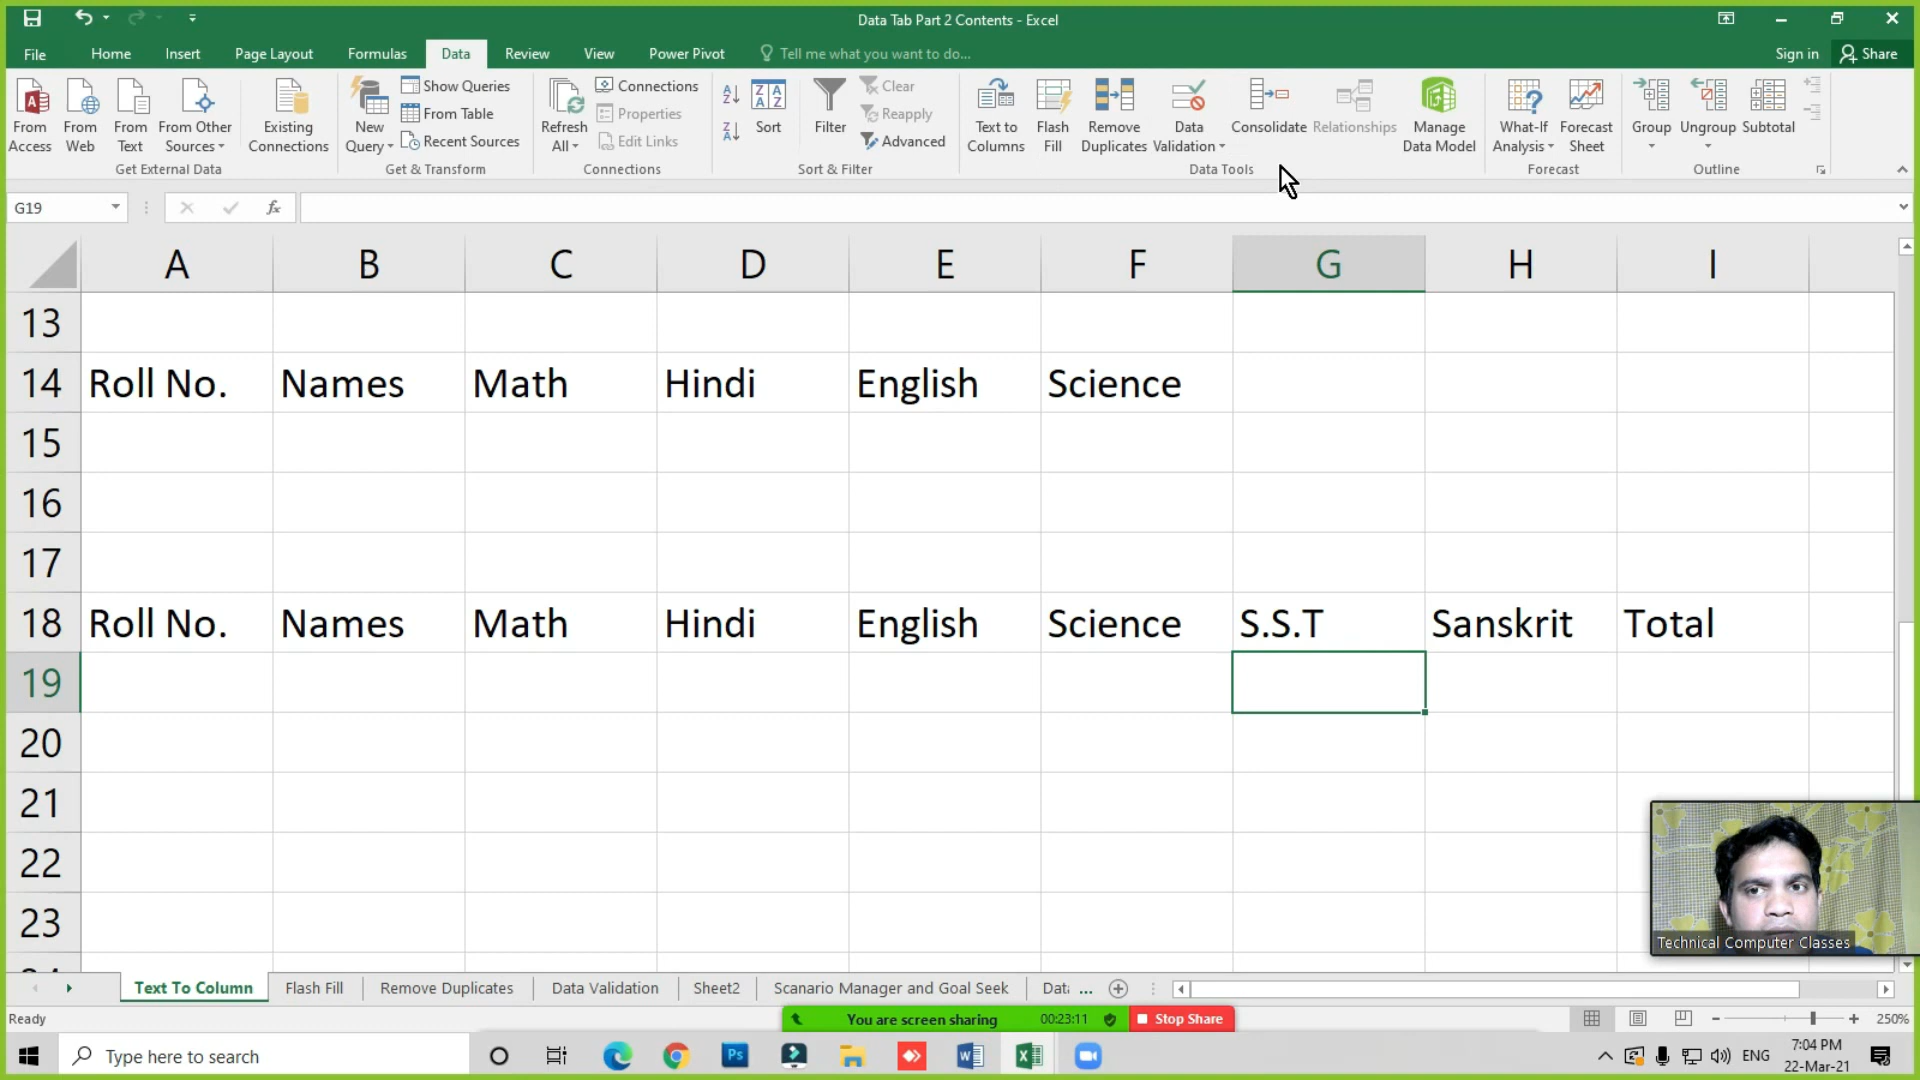 Data Tab Part 2 Contents - Excel
File Home Insert Page Layout Formulas Data Review View Power Pivot Tell me what you want to do... Sign in Share
From Access
From Web
From Text
From Other Sources
Existing Connections
Get External Data
New Query
Show Queries
From Table
Recent Sources
Get & Transform
Refresh All
Connections
Properties
Edit Links
Connections
Sort
Filter
Clear
Reapply
Advanced
Sort & Filter
Text to Columns
Flash Fill
Remove Duplicates
Data Validation
Consolidate
Relationships
Manage Data Model
Data Tools
What-If Analysis
Forecast Sheet
Forecast
Group
Ungroup
Subtotal
Outline
G19 fx
A B C D E F G H I
13
14 Roll No. Names Math Hindi English Science
15
16
17
18 Roll No. Names Math Hindi English Science S.S.T Sanskrit Total
19
20
21
22
23
Technical Computer Classes
Text To Column Flash Fill Remove Duplicates Data Validation Sheet2 Scanario Manager and Goal Seek Dat ...
Ready You are screen sharing 00:23:11 Stop Share 250%
Type here to search Ps ENG 7:04 PM
22-Mar-21